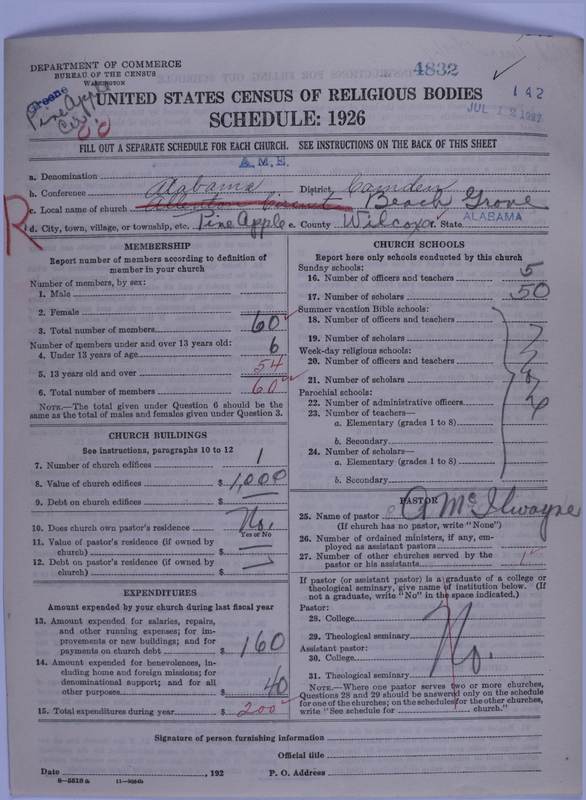 DEPARTMENT OF COMMERCE
BUREAU OF THE CENSUS
WASHINGTON
4832
142
JUL 12 1927
Greene
Pine Apple
Circ.
UNITED STATES CENSUS OF RELIGIOUS BODIES
SCHEDULE: 1926
FILL OUT A SEPARATE SCHEDULE FOR EACH CHURCH. SEE INSTRUCTIONS ON THE BACK OF THIS SHEET
a. Denomination A.M.E.
b. Conference Alabama District Camden
R
c. Local name of church Beach Grove
d. City, town, village, or township, etc. Pine Apple e. County Wilcox f. State ALABAMA
MEMBERSHIP
Report number of members according to definition of
member in your church
Number of members, by sex:
1. Male
2. Female
3. Total number of members 60
Number of members under and over 13 years old:
4. Under 13 years of age 6
5. 13 years old and over 54
6. Total number of members 60
NOTE.—The total given under Question 6 should be the
same as the total of males and females given under Question 3.
CHURCH BUILDINGS
See instructions, paragraphs 10 to 12
7. Number of church edifices 1
8. Value of church edifices $ 1,000
9. Debt on church edifices $
10. Does church own pastor's residence No.
Yes or No
11. Value of pastor's residence (if owned by
church) $
12. Debt on pastor's residence (if owned by
church) $
EXPENDITURES
Amount expended by your church during last fiscal year
13. Amount expended for salaries, repairs,
and other running expenses; for im-
provements or new buildings; and for
payments on church debt $ 160
14. Amount expended for benevolences, in-
cluding home and foreign missions; for
denominational support; and for all
other purposes $ 40
15. Total expenditures during year $ 200
CHURCH SCHOOLS
Report here only schools conducted by this church
Sunday schools:
16. Number of officers and teachers 5
17. Number of scholars 50
Summer vacation Bible schools:
18. Number of officers and teachers
19. Number of scholars
Week-day religious schools:
20. Number of officers and teachers
21. Number of scholars
Parochial schools:
22. Number of administrative officers
23. Number of teachers—
a. Elementary (grades 1 to 8)
b. Secondary
24. Number of scholars—
a. Elementary (grades 1 to 8)
b. Secondary
PASTOR
25. Name of pastor A McIlwayne
(If church has no pastor, write "None")
26. Number of ordained ministers, if any, em-
ployed as assistant pastors
27. Number of other churches served by the
pastor or his assistants 1
If pastor (or assistant pastor) is a graduate of a college or
theological seminary, give name of institution below. (If
not a graduate, write "No" in the space indicated.)
Pastor:
28. College
29. Theological seminary
No.
Assistant pastor:
30. College
31. Theological seminary
NOTE.—Where one pastor serves two or more churches,
Questions 28 and 29 should be answered only on the schedule
for one of the churches; on the schedules for the other churches,
write "See schedule for church."
Signature of person furnishing information
Official title
Date , 192 P. O. Address